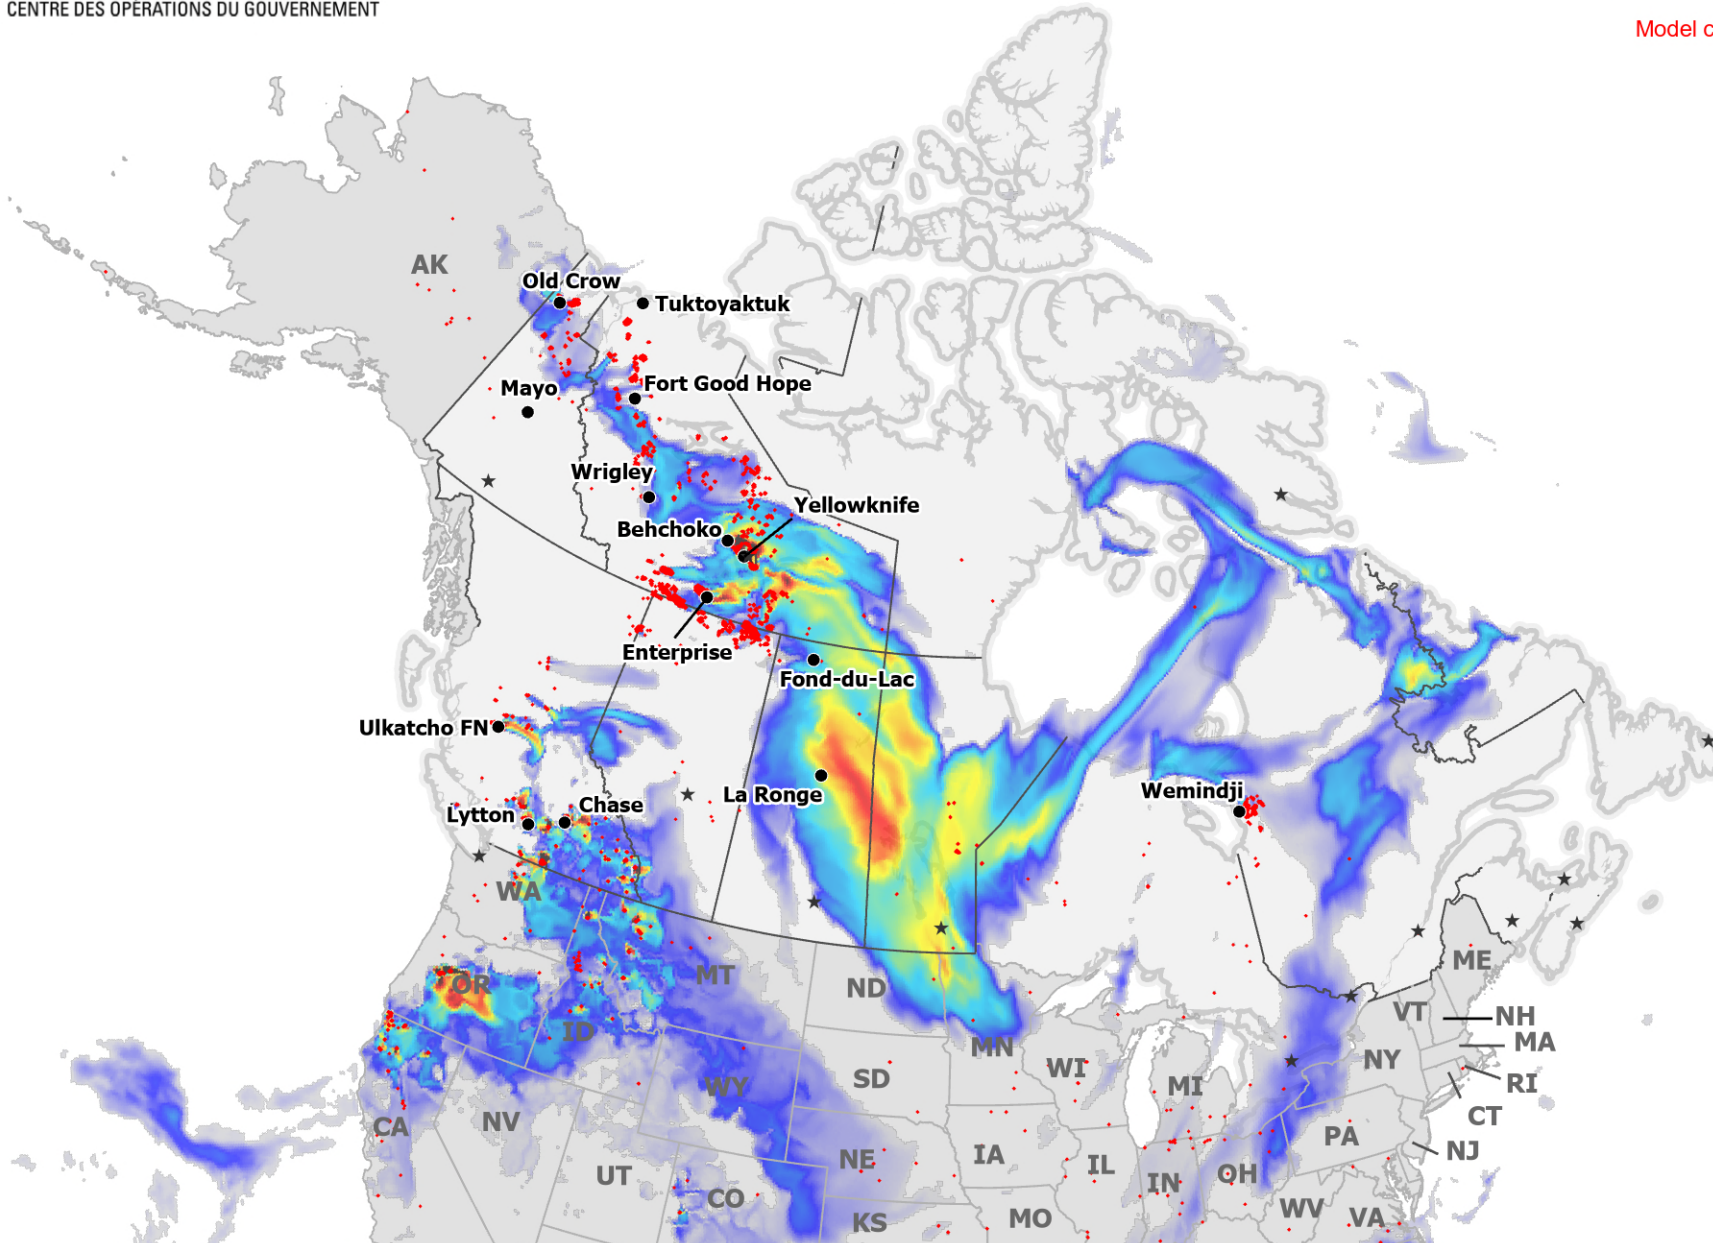 CENTRE DES OPÉRATIONS DU GOUVERNEMENT
Model c
AK
Old Crow
Tuktoyaktuk
Mayo
Fort Good Hope
Wrigley
Yellowknife
Behchoko
Enterprise
Fond-du-Lac
Ulkatcho FN
La Ronge
Wemindji
Lytton
Chase
WA
MT
ND
OR
ID
MN
ME
VT
NH
MA
NY
WI
MI
SD
WY
RI
CT
CA
NV
NE
IA
IL
IN
OH
PA
NJ
UT
CO
KS
MO
WV
VA